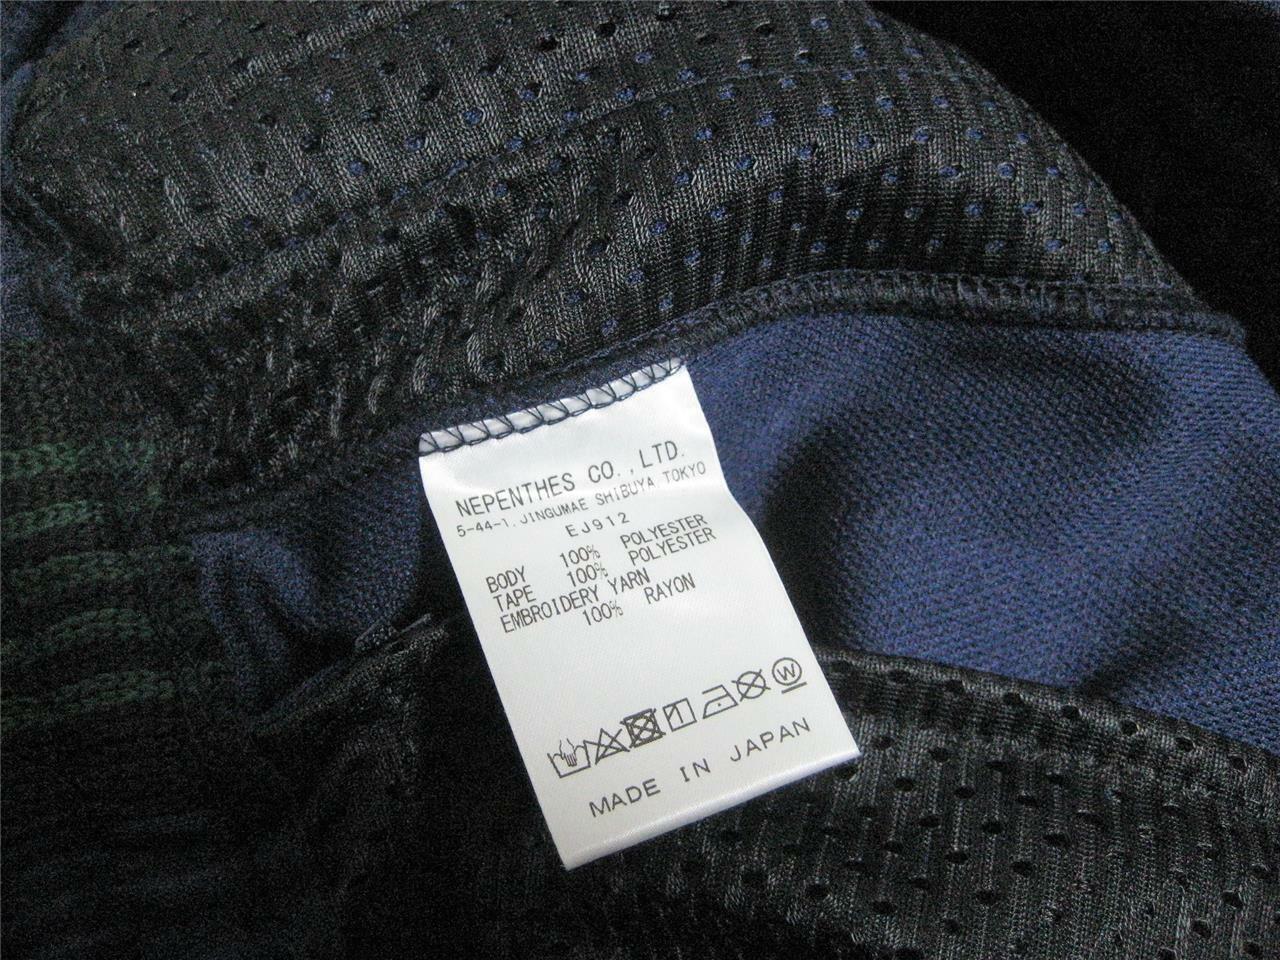 NEPENTHES CO.,LTD.
5-44-1, JINGUMAE SHIBUYA TOKYO
EJ912
BODY 100% POLYESTER
TAPE 100% POLYESTER
EMBROIDERY YARN
100% RAYON
W
MADE IN JAPAN